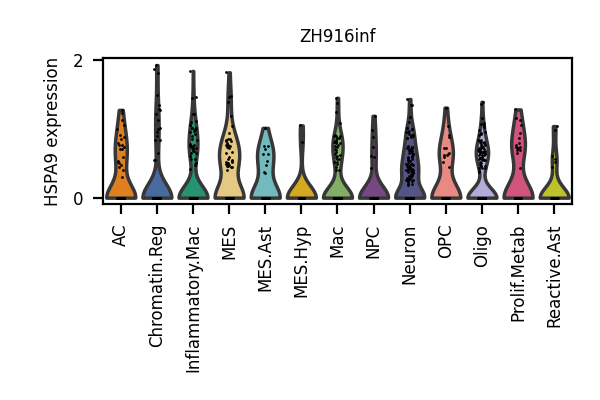 ZH916inf
HSPA9 expression
2
0
AC
Chromatin.Reg
Inflammatory.Mac
MES
MES.Ast
MES.Hyp
Mac
NPC
Neuron
OPC
Oligo
Prolif.Metab
Reactive.Ast